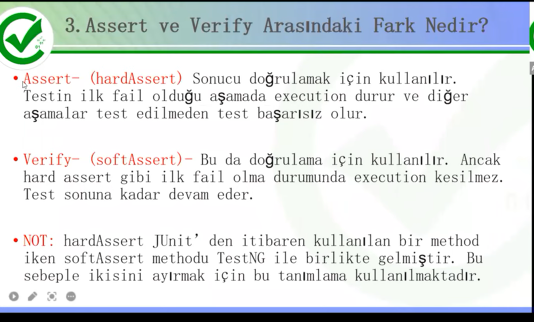 3. Assert ve Verify Arasındaki Fark Nedir?
• Assert- (hardAssert) Sonucu doğrulamak için kullanılır.
Testin ilk fail olduğu aşamada execution durur ve diğer
aşamalar test edilmeden test başarısız olur.
• Verify- (softAssert)- Bu da doğrulama için kullanılır. Ancak
hard assert gibi ilk fail olma durumunda execution kesilmez.
Test sonuna kadar devam eder.
• NOT: hardAssert JUnit’den itibaren kullanılan bir method
iken softAssert methodu TestNG ile birlikte gelmiştir. Bu
sebeple ikisini ayırmak için bu tanımlama kullanılmaktadır.